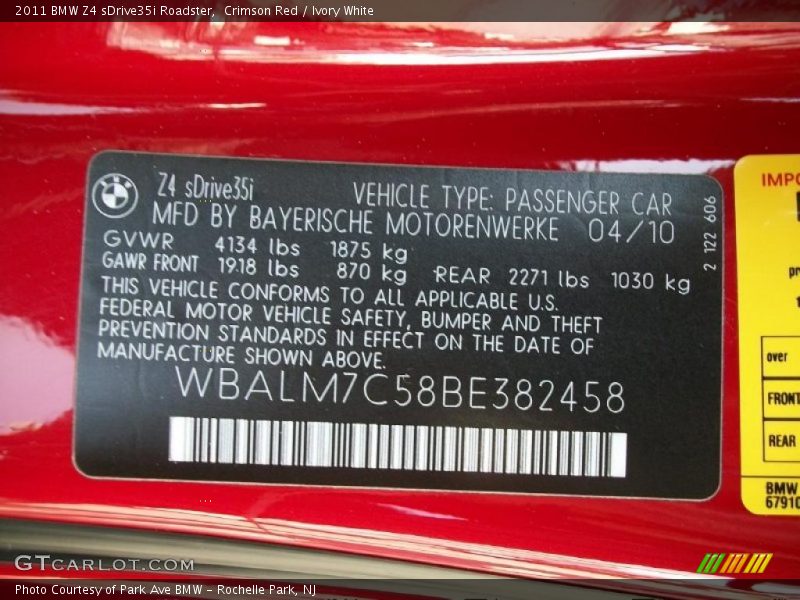 2011 BMW Z4 sDrive35i Roadster, Crimson Red / Ivory White
Z4 sDrive35i VEHICLE TYPE: PASSENGER CAR
MFD BY BAYERISCHE MOTORENWERKE 04/10
GVWR 4134 lbs 1875 kg
GAWR FRONT 1918 lbs 870 kg REAR 2271 lbs 1030 kg
THIS VEHICLE CONFORMS TO ALL APPLICABLE U.S.
FEDERAL MOTOR VEHICLE SAFETY, BUMPER AND THEFT
PREVENTION STANDARDS IN EFFECT ON THE DATE OF
MANUFACTURE SHOWN ABOVE.
WBALM7C58BE382458
2 122 606
IMPO
over
FRONT
REAR
BMW
67910
GTCARLOT.COM
Photo Courtesy of Park Ave BMW - Rochelle Park, NJ